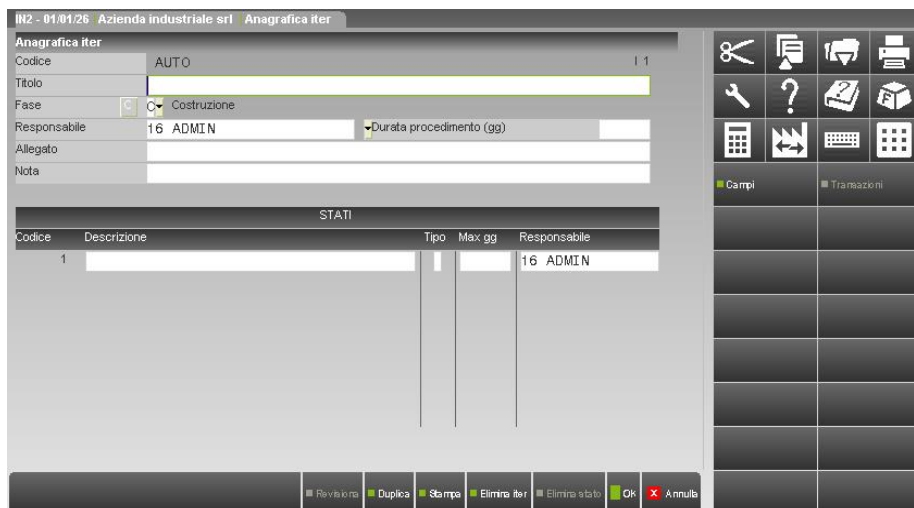 IN2 - 01/01/26 Azienda industriale srl Anagrafica iter
Anagrafica iter
Codice AUTO I 1
Titolo
Fase C C Costruzione
Responsabile 16 ADMIN Durata procedimento (gg)
Allegato
Nota
Campi Transazioni
STATI
Codice Descrizione Tipo Max gg Responsabile
1 16 ADMIN
Revisiona Duplica Stampa Elimina iter Elimina stato Ok X Annulla